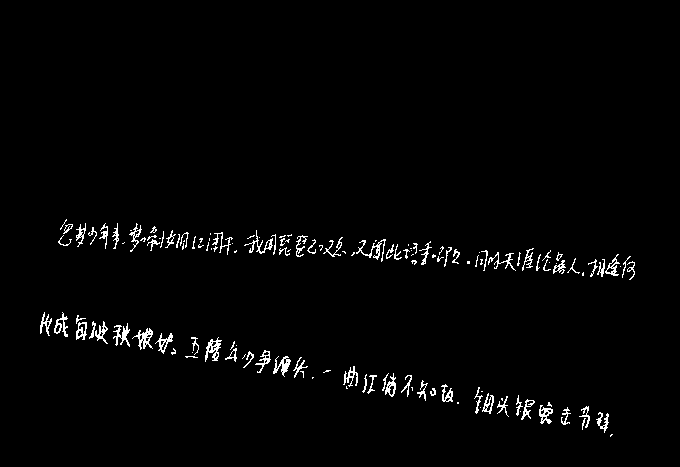 忽梦少年事,梦啼妆泪红阑干。我闻琵琶已叹息,又闻此语重唧唧。同是天涯沦落人,相逢何
妆成每被秋娘妒。五陵年少争缠头,一曲红绡不知数。钿头银篦击节碎,